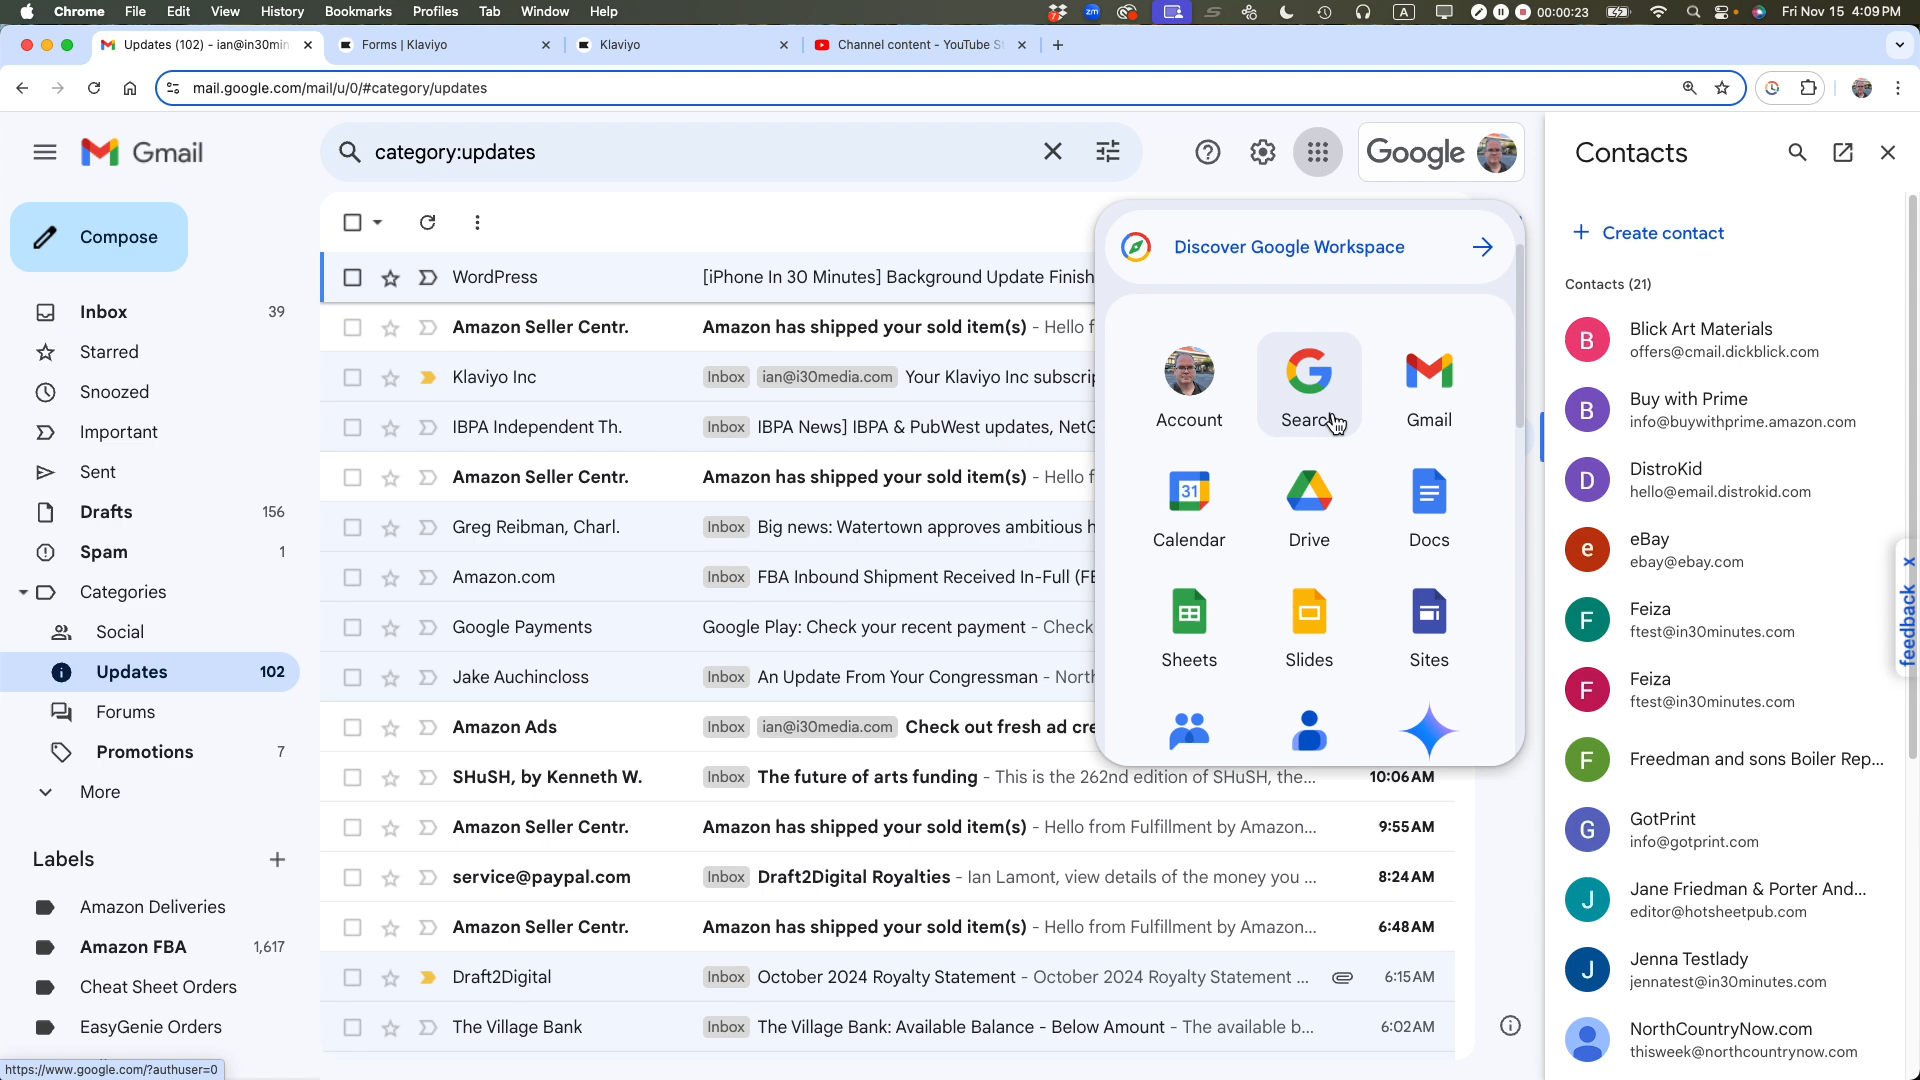 Chrome File Edit View History Bookmarks Profiles Tab Window Help
zm A 00:00:23 Fri Nov 15 4:09 PM
Updates (102) - ian@in30min
Forms | Klaviyo
Klaviyo
Channel content - YouTube S
mail.google.com/mail/u/0/#category/updates
Gmail
category:updates
Google
Contacts
Compose
Inbox 39
Starred
Snoozed
Important
Sent
Drafts 156
Spam 1
Categories
Social
Updates 102
Forums
Promotions 7
More
Labels
Amazon Deliveries
Amazon FBA 1,617
Cheat Sheet Orders
EasyGenie Orders
https://www.google.com/?authuser=0
WordPress [iPhone In 30 Minutes] Background Update Finish
Amazon Seller Centr. Amazon has shipped your sold item(s) - Hello f
Klaviyo Inc Inbox ian@i30media.com Your Klaviyo Inc subscrip
IBPA Independent Th. Inbox IBPA News] IBPA & PubWest updates, NetG
Amazon Seller Centr. Amazon has shipped your sold item(s) - Hello f
Greg Reibman, Charl. Inbox Big news: Watertown approves ambitious h
Amazon.com Inbox FBA Inbound Shipment Received In-Full (FE
Google Payments Google Play: Check your recent payment - Check
Jake Auchincloss Inbox An Update From Your Congressman - North
Amazon Ads Inbox ian@i30media.com Check out fresh ad cre
SHuSH, by Kenneth W. Inbox The future of arts funding - This is the 262nd edition of SHuSH, the... 10:06 AM
Amazon Seller Centr. Amazon has shipped your sold item(s) - Hello from Fulfillment by Amazon... 9:55 AM
service@paypal.com Inbox Draft2Digital Royalties - Ian Lamont, view details of the money you ... 8:24 AM
Amazon Seller Centr. Amazon has shipped your sold item(s) - Hello from Fulfillment by Amazon... 6:48 AM
Draft2Digital Inbox October 2024 Royalty Statement - October 2024 Royalty Statement ... 6:15 AM
The Village Bank Inbox The Village Bank: Available Balance - Below Amount - The available b... 6:02 AM
Discover Google Workspace
Account Search Gmail
31
Calendar Drive Docs
Sheets Slides Sites
Create contact
Contacts (21)
B Blick Art Materials
offers@cmail.dickblick.com
B Buy with Prime
info@buywithprime.amazon.com
D DistroKid
hello@email.distrokid.com
e eBay
ebay@ebay.com
F Feiza
ftest@in30minutes.com
F Feiza
ftest@in30minutes.com
F Freedman and sons Boiler Rep...
G GotPrint
info@gotprint.com
J Jane Friedman & Porter And...
editor@hotsheetpub.com
J Jenna Testlady
jennatest@in30minutes.com
NorthCountryNow.com
thisweek@northcountrynow.com
feedback x